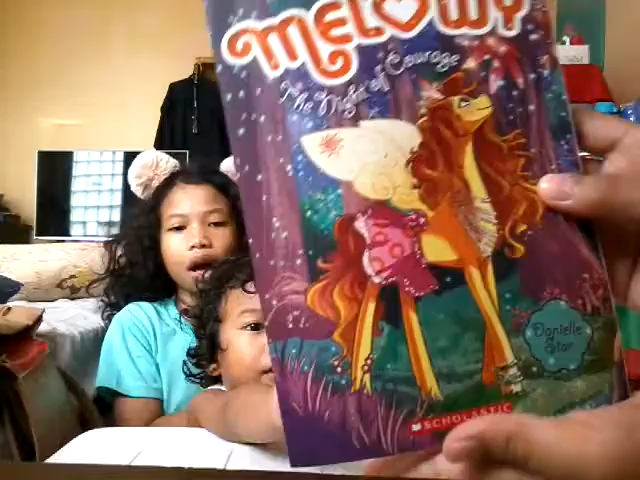 MELOWY
The Night of Courage
Danielle
Star
SCHOLASTIC